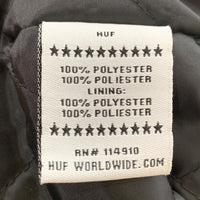 HUF
★★★★★★★★★★
100% POLYESTER
100% POLIESTER
LINING:
100% POLYESTER
100% POLIESTER
★★★★★★★★★★
RN# 114910
HUF WORLDWIDE.COM